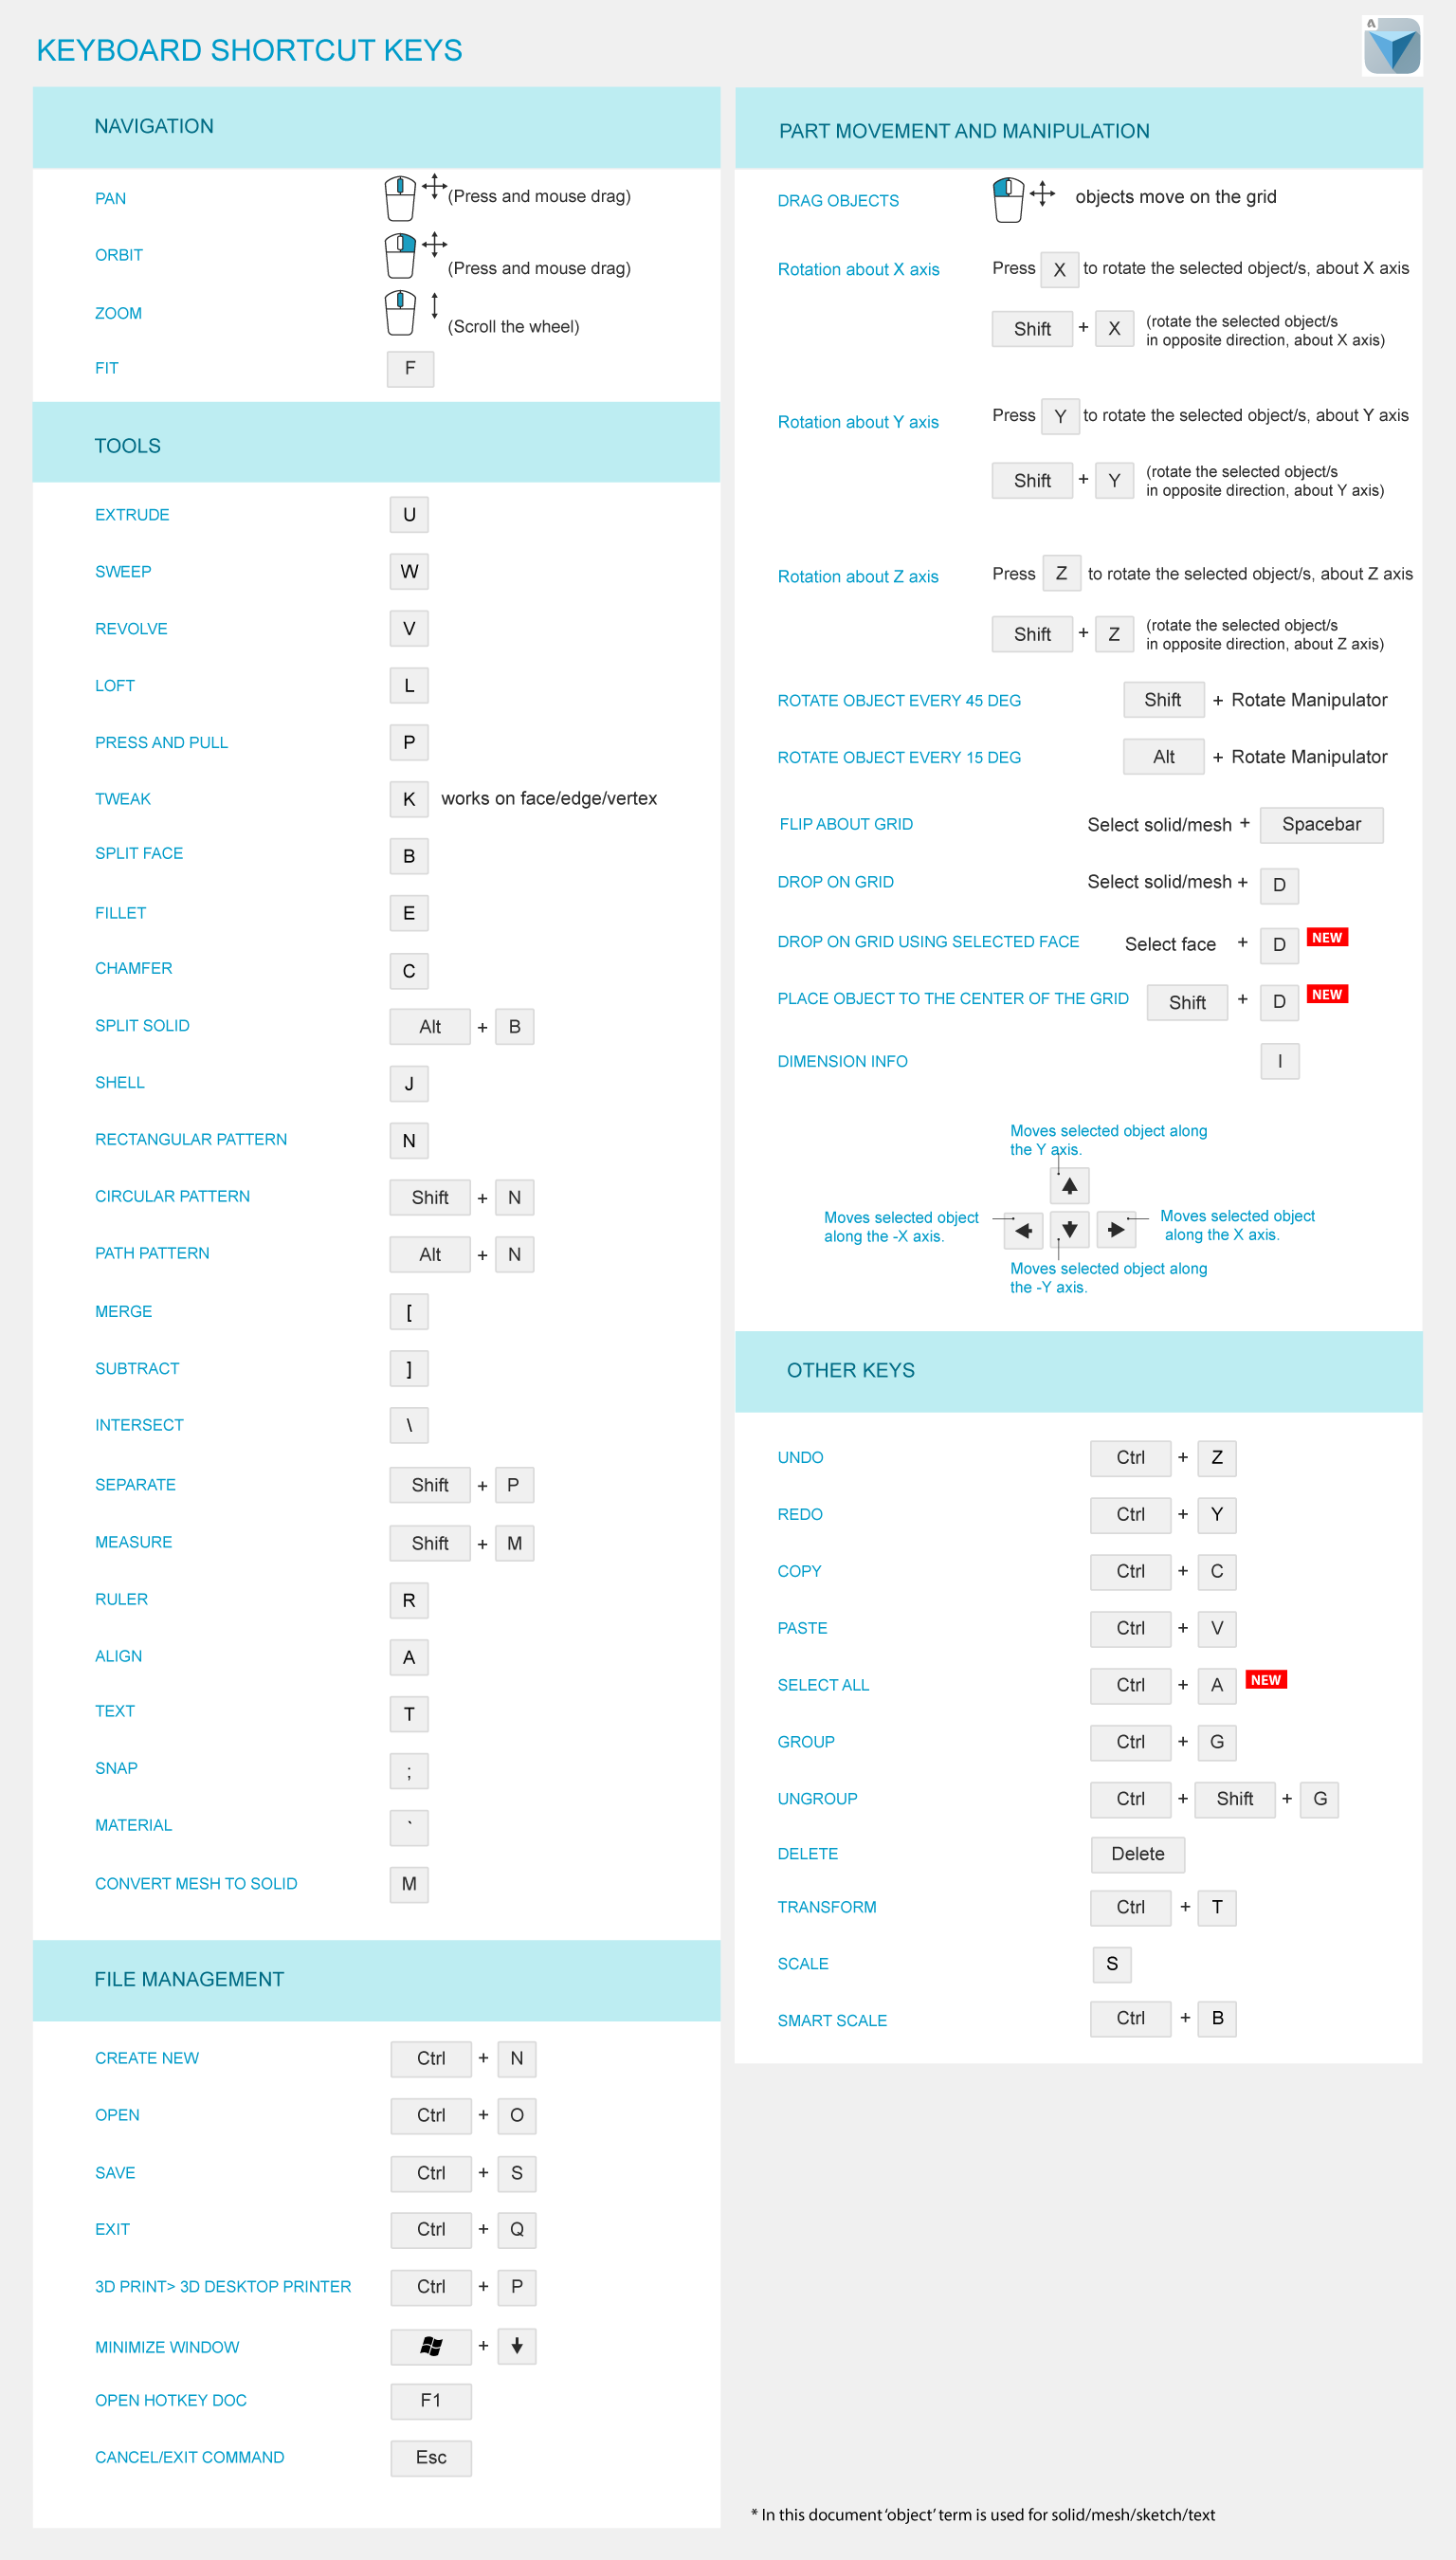 KEYBOARD SHORTCUT KEYS
NAVIGATION
PAN (Press and mouse drag)
ORBIT (Press and mouse drag)
ZOOM (Scroll the wheel)
FIT F
TOOLS
EXTRUDE U
SWEEP W
REVOLVE V
LOFT L
PRESS AND PULL P
TWEAK K works on face/edge/vertex
SPLIT FACE B
FILLET E
CHAMFER C
SPLIT SOLID Alt + B
SHELL J
RECTANGULAR PATTERN N
CIRCULAR PATTERN Shift + N
PATH PATTERN Alt + N
MERGE [
SUBTRACT ]
INTERSECT \
SEPARATE Shift + P
MEASURE Shift + M
RULER R
ALIGN A
TEXT T
SNAP ;
MATERIAL `
CONVERT MESH TO SOLID M
FILE MANAGEMENT
CREATE NEW Ctrl + N
OPEN Ctrl + O
SAVE Ctrl + S
EXIT Ctrl + Q
3D PRINT> 3D DESKTOP PRINTER Ctrl + P
MINIMIZE WINDOW +
OPEN HOTKEY DOC F1
CANCEL/EXIT COMMAND Esc
PART MOVEMENT AND MANIPULATION
DRAG OBJECTS objects move on the grid
Rotation about X axis Press X to rotate the selected object/s, about X axis
Shift + X (rotate the selected object/s
in opposite direction, about X axis)
Rotation about Y axis Press Y to rotate the selected object/s, about Y axis
Shift + Y (rotate the selected object/s
in opposite direction, about Y axis)
Rotation about Z axis Press Z to rotate the selected object/s, about Z axis
Shift + Z (rotate the selected object/s
in opposite direction, about Z axis)
ROTATE OBJECT EVERY 45 DEG Shift + Rotate Manipulator
ROTATE OBJECT EVERY 15 DEG Alt + Rotate Manipulator
FLIP ABOUT GRID Select solid/mesh + Spacebar
DROP ON GRID Select solid/mesh + D
DROP ON GRID USING SELECTED FACE Select face + D NEW
PLACE OBJECT TO THE CENTER OF THE GRID Shift + D NEW
DIMENSION INFO I
Moves selected object along
the Y axis.
Moves selected object
along the -X axis.
Moves selected object
along the X axis.
Moves selected object along
the -Y axis.
OTHER KEYS
UNDO Ctrl + Z
REDO Ctrl + Y
COPY Ctrl + C
PASTE Ctrl + V
SELECT ALL Ctrl + A NEW
GROUP Ctrl + G
UNGROUP Ctrl + Shift + G
DELETE Delete
TRANSFORM Ctrl + T
SCALE S
SMART SCALE Ctrl + B
* In this document ‘object’ term is used for solid/mesh/sketch/text